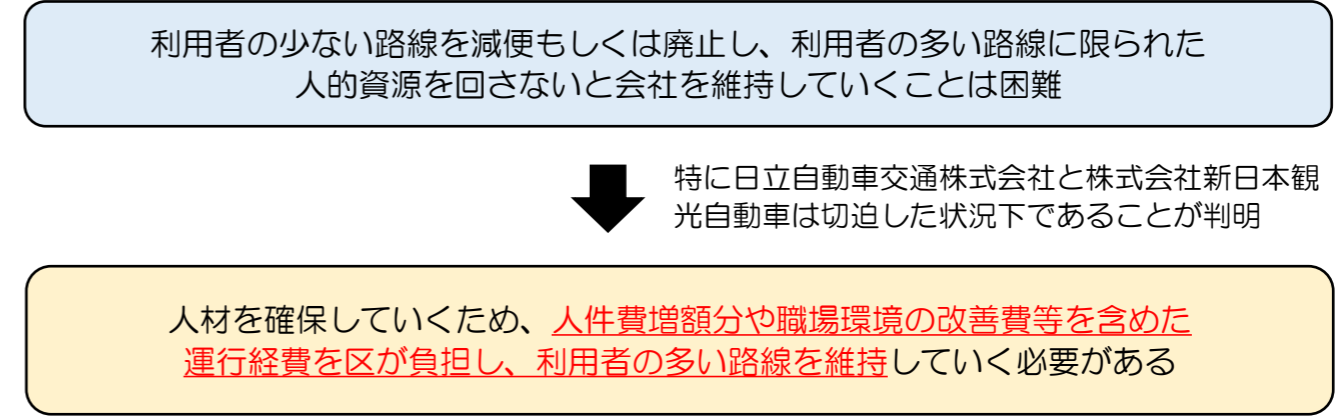 利用者の少ない路線を減便もしくは廃止し、利用者の多い路線に限られた
人的資源を回さないと会社を維持していくことは困難
特に日立自動車交通株式会社と株式会社新日本観
光自動車は切迫した状況下であることが判明
人材を確保していくため、人件費増額分や職場環境の改善費等を含めた
運行経費を区が負担し、利用者の多い路線を維持していく必要がある